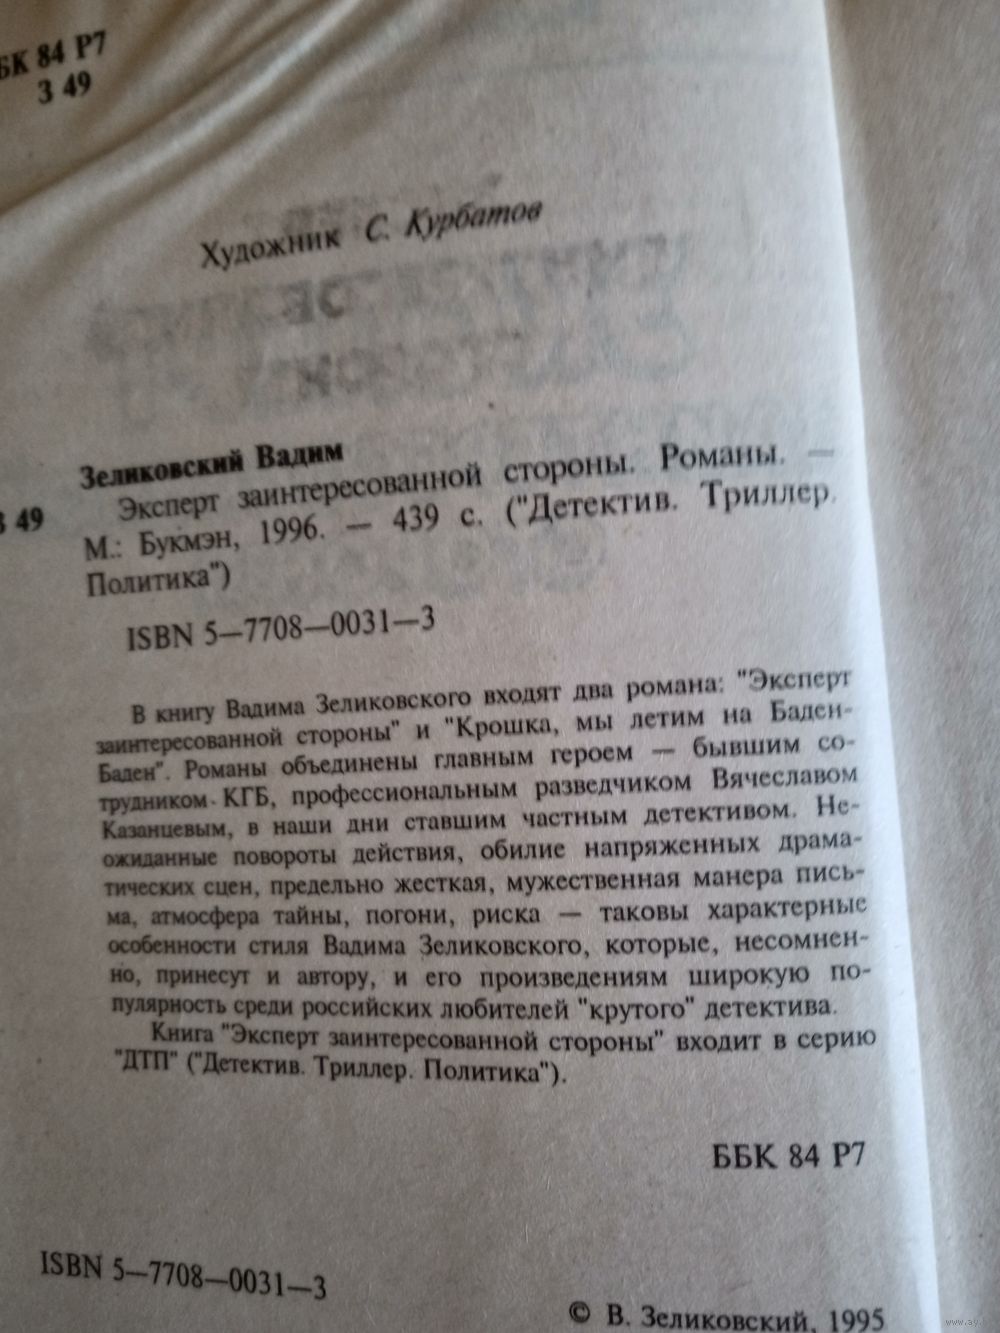 БК 84 Р7
З 49
Художник С. Курбатов
Зеликовский Вадим
З 49
Эксперт заинтересованной стороны. Романы. —
М.: Букмэн, 1996. — 439 с. ("Детектив. Триллер.
Политика")
ISBN 5—7708—0031—3
В книгу Вадима Зеликовского входят два романа: "Эксперт
заинтересованной стороны" и "Крошка, мы летим на Баден-
Баден". Романы объединены главным героем — бывшим со-
трудником КГБ, профессиональным разведчиком Вячеславом
Казанцевым, в наши дни ставшим частным детективом. Не-
ожиданные повороты действия, обилие напряженных драма-
тических сцен, предельно жесткая, мужественная манера пись-
ма, атмосфера тайны, погони, риска — таковы характерные
особенности стиля Вадима Зеликовского, которые, несомнен-
но, принесут и автору, и его произведениям широкую по-
пулярность среди российских любителей "крутого" детектива.
Книга "Эксперт заинтересованной стороны" входит в серию
"ДТП" ("Детектив. Триллер. Политика").
ББК 84 Р7
ISBN 5—7708—0031—3
© В. Зеликовский, 1995